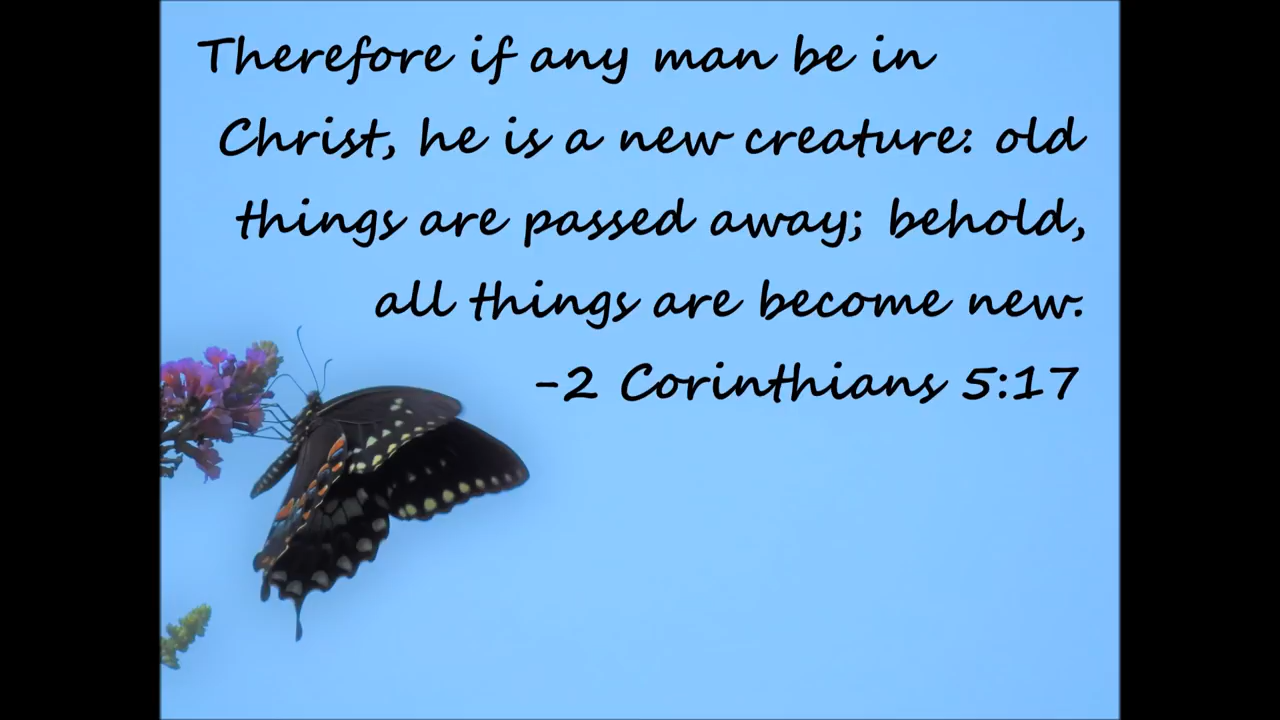 Therefore if any man be in
Christ, he is a new creature: old
things are passed away; behold,
all things are become new.
-2 Corinthians 5:17